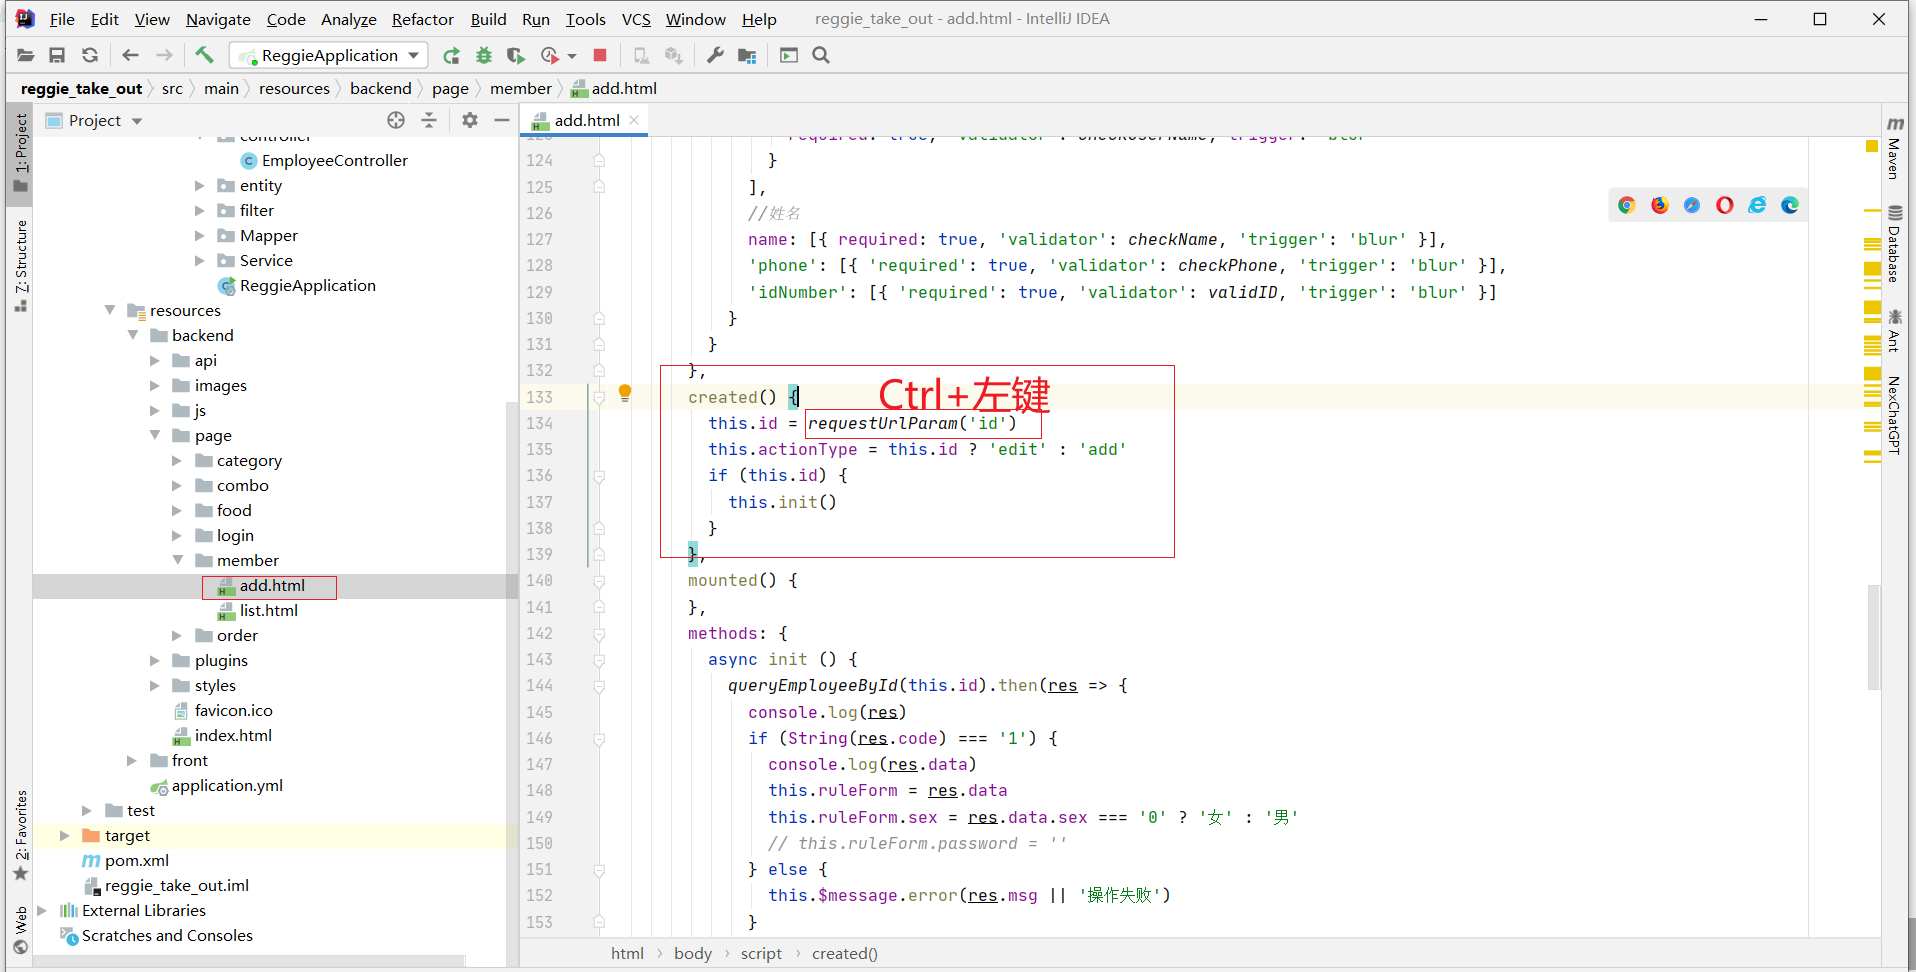 File Edit View Navigate Code Analyze Refactor Build Run Tools VCS Window Help reggie_take_out - add.html - IntelliJ IDEA
ReggieApplication
reggie_take_out src main resources backend page member add.html
Project
add.html
1: Project
7: Structure
2: Favorites
Web
controller
EmployeeController
entity
filter
Mapper
Service
ReggieApplication
resources
backend
api
images
js
page
category
combo
food
login
member
add.html
list.html
order
plugins
styles
favicon.ico
index.html
front
application.yml
test
target
pom.xml
reggie_take_out.iml
External Libraries
Scratches and Consoles
required: true, 'validator': checkUserName, trigger: 'blur'
124 }
125 ],
126 //姓名
127 name: [{ required: true, 'validator': checkName, 'trigger': 'blur' }],
128 'phone': [{ 'required': true, 'validator': checkPhone, 'trigger': 'blur' }],
129 'idNumber': [{ 'required': true, 'validator': validID, 'trigger': 'blur' }]
130 }
131 }
132 },
133 created() {
Ctrl+左键
134 this.id = requestUrlParam('id')
135 this.actionType = this.id ? 'edit' : 'add'
136 if (this.id) {
137 this.init()
138 }
139 },
140 mounted() {
141 },
142 methods: {
143 async init () {
144 queryEmployeeById(this.id).then(res => {
145 console.log(res)
146 if (String(res.code) === '1') {
147 console.log(res.data)
148 this.ruleForm = res.data
149 this.ruleForm.sex = res.data.sex === '0' ? '女' : '男'
150 // this.ruleForm.password = ''
151 } else {
152 this.$message.error(res.msg || '操作失败')
153 }
html body script created()
Maven
Database
Ant
NexChatGPT